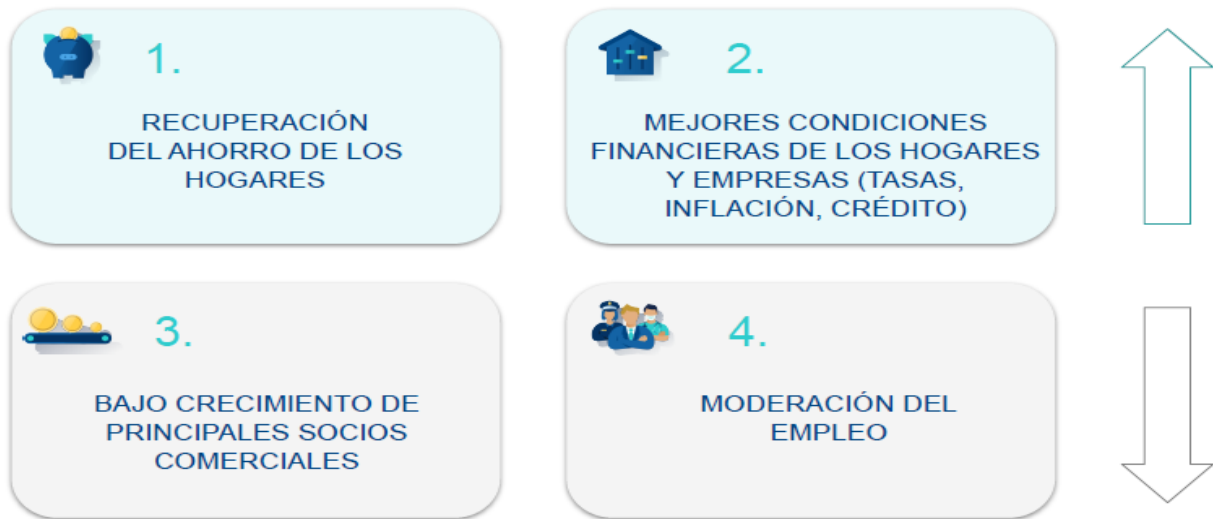 1.
RECUPERACIÓN
DEL AHORRO DE LOS
HOGARES
2.
MEJORES CONDICIONES
FINANCIERAS DE LOS HOGARES
Y EMPRESAS (TASAS,
INFLACIÓN, CRÉDITO)
3.
BAJO CRECIMIENTO DE
PRINCIPALES SOCIOS
COMERCIALES
4.
MODERACIÓN DEL
EMPLEO